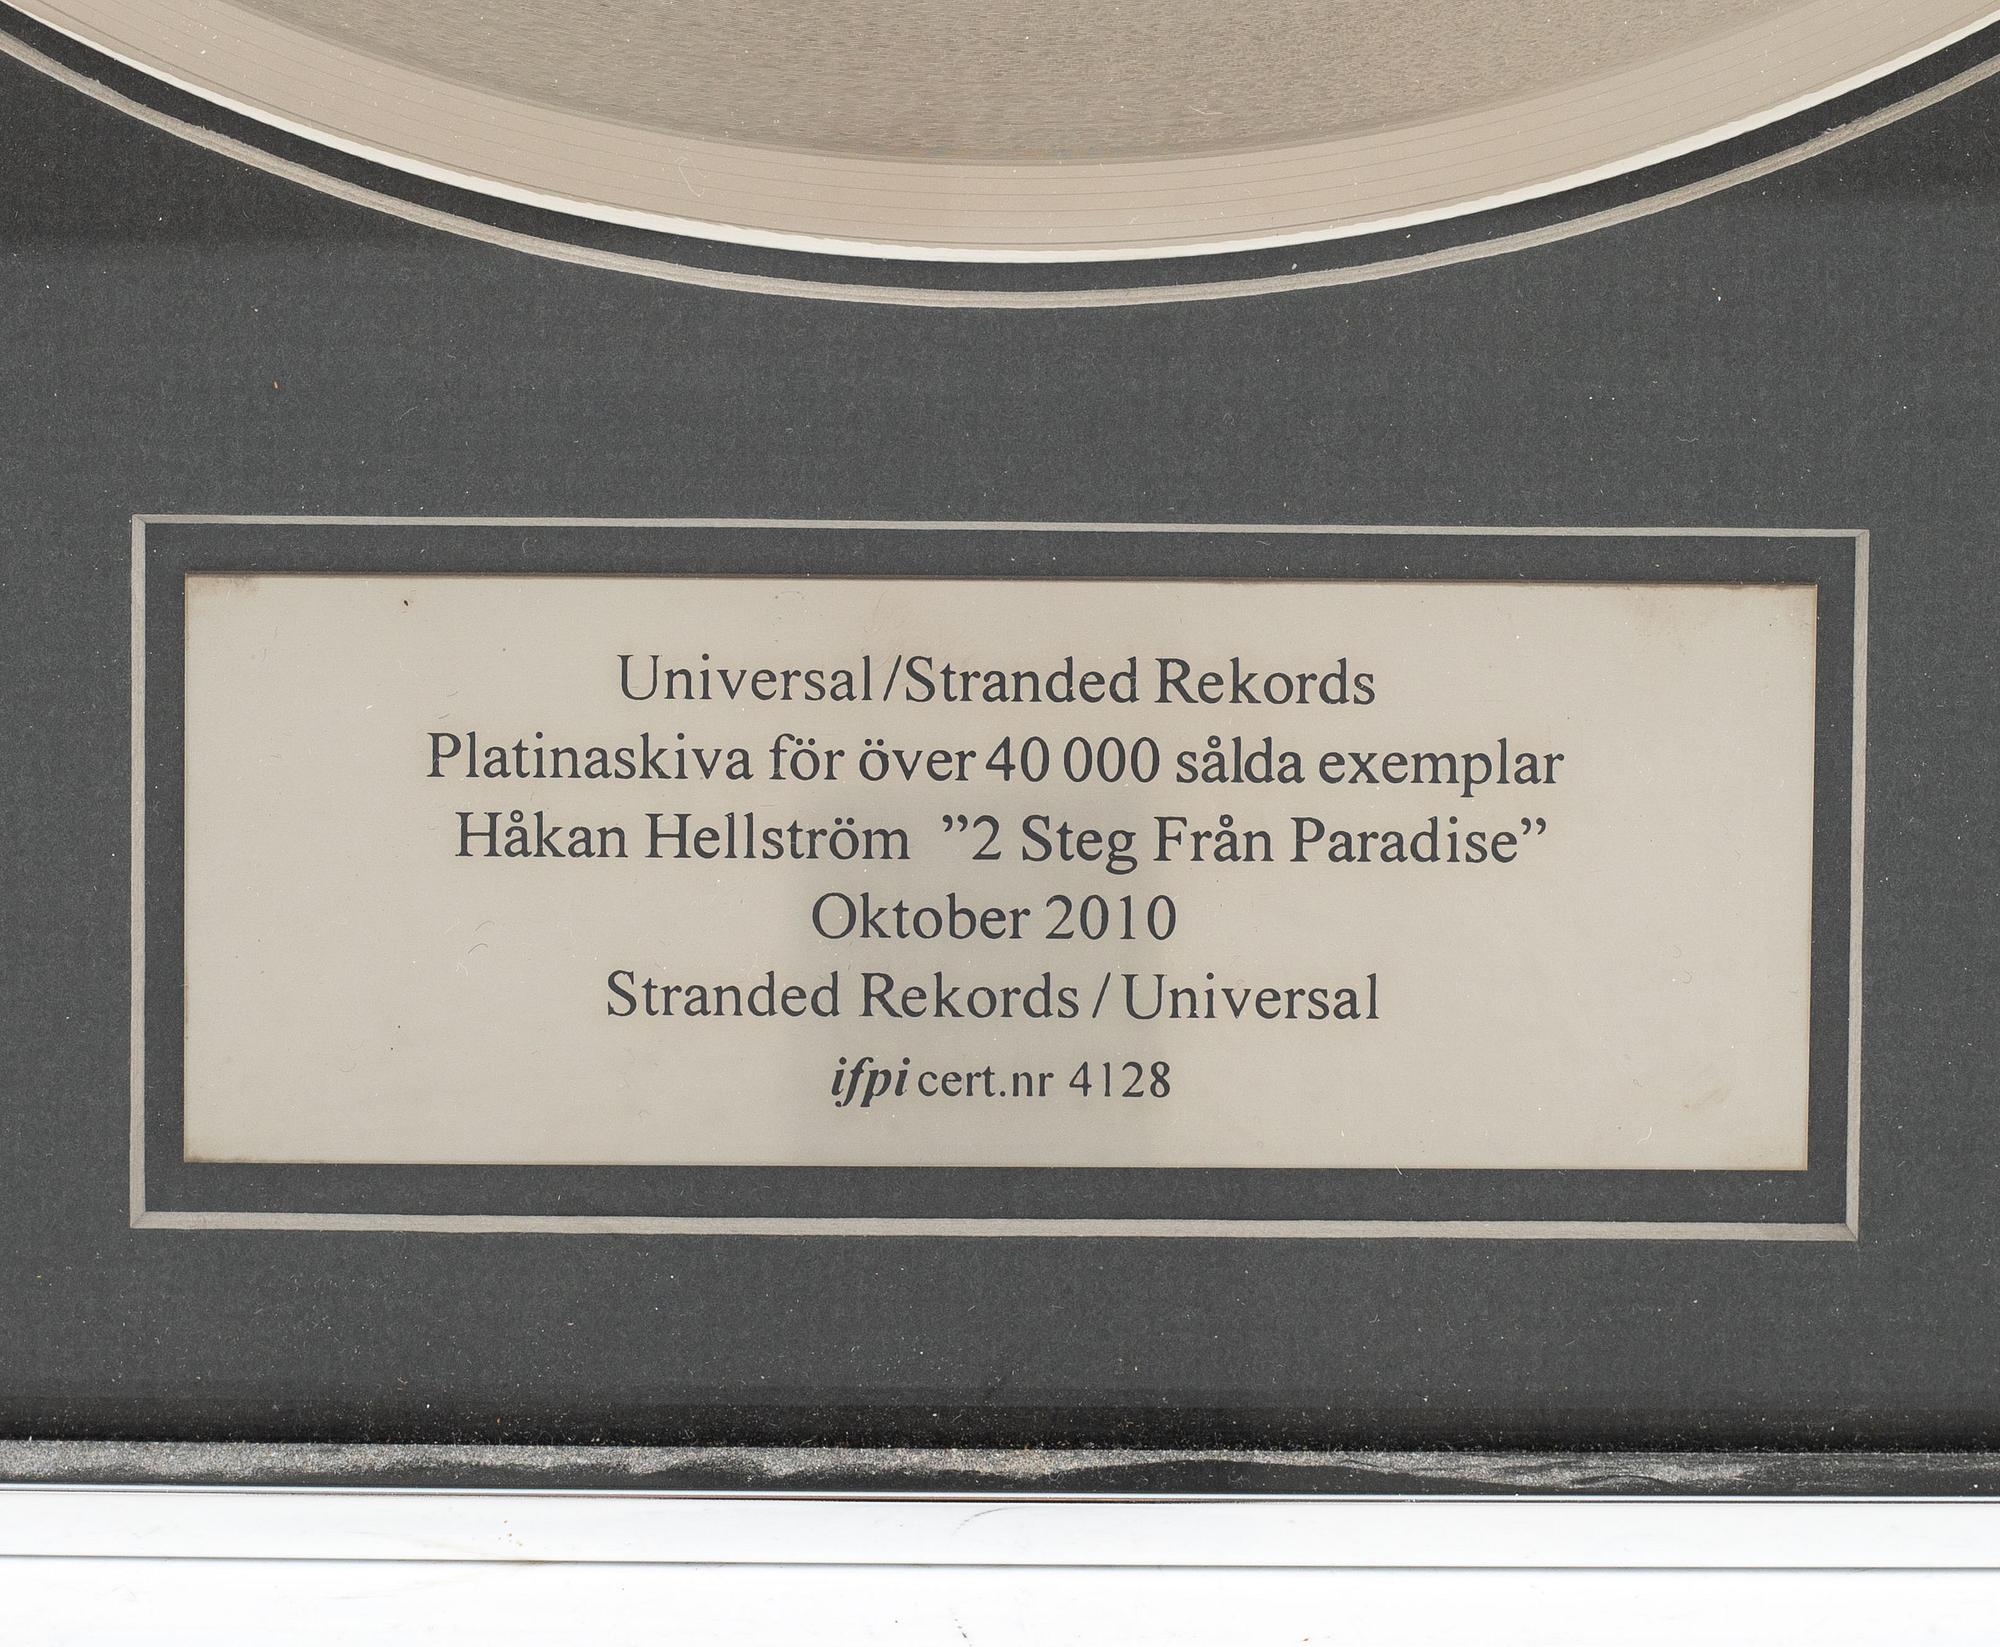 Universal/Stranded Rekords
Platinaskiva för över 40 000 sålda exemplar
Håkan Hellström ”2 Steg Från Paradise”
Oktober 2010
Stranded Rekords / Universal
ifpi cert.nr 4128